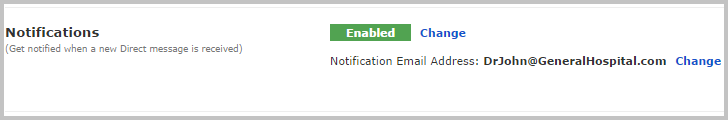 Notifications
(Get notified when a new Direct message is received)
Enabled Change
Notification Email Address: DrJohn@GeneralHospital.com Change